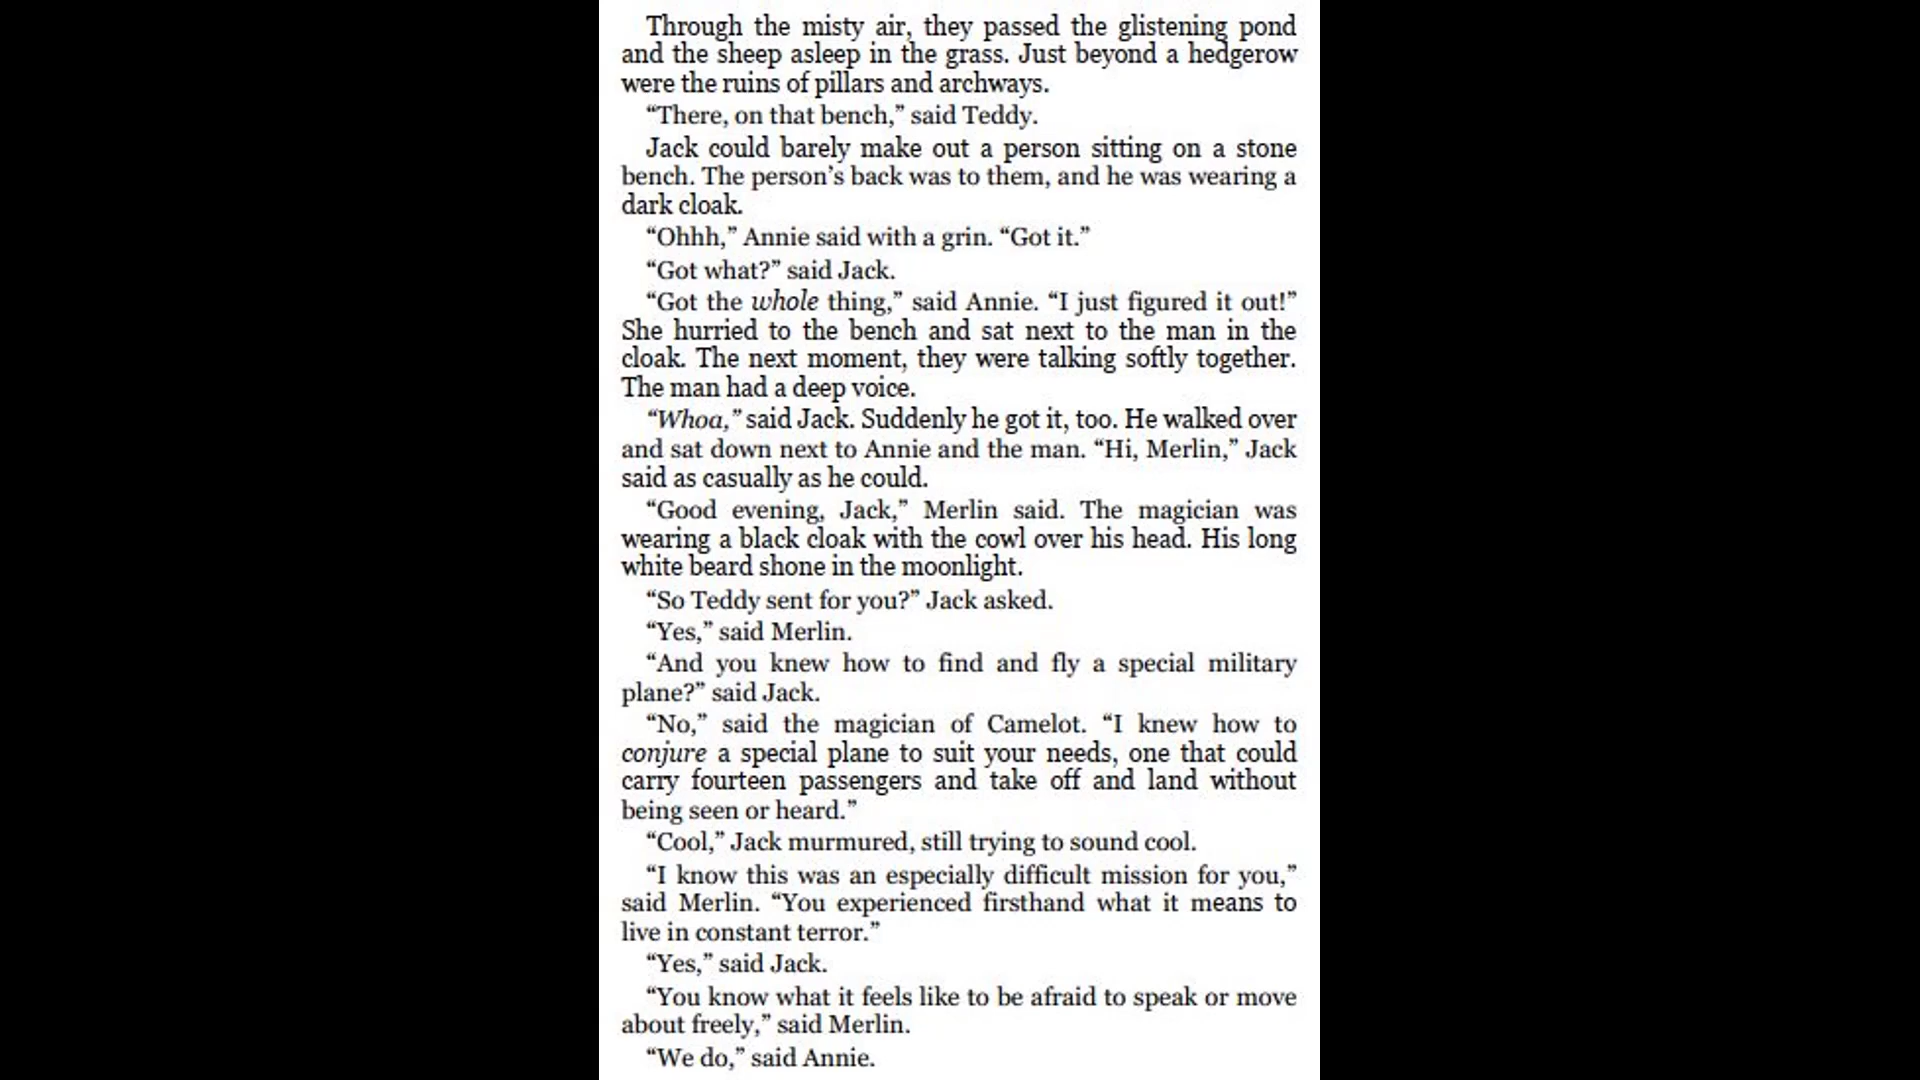 Through the misty air, they passed the glistening pond
and the sheep asleep in the grass. Just beyond a hedgerow
were the ruins of pillars and archways.
“There, on that bench,” said Teddy.
Jack could barely make out a person sitting on a stone
bench. The person’s back was to them, and he was wearing a
dark cloak.
“Ohhh,” Annie said with a grin. “Got it.”
“Got what?” said Jack.
“Got the whole thing,” said Annie. “I just figured it out!”
She hurried to the bench and sat next to the man in the
cloak. The next moment, they were talking softly together.
The man had a deep voice.
“Whoa,” said Jack. Suddenly he got it, too. He walked over
and sat down next to Annie and the man. “Hi, Merlin,” Jack
said as casually as he could.
“Good evening, Jack,” Merlin said. The magician was
wearing a black cloak with the cowl over his head. His long
white beard shone in the moonlight.
“So Teddy sent for you?” Jack asked.
“Yes,” said Merlin.
“And you knew how to find and fly a special military
plane?” said Jack.
“No,” said the magician of Camelot. “I knew how to
conjure a special plane to suit your needs, one that could
carry fourteen passengers and take off and land without
being seen or heard.”
“Cool,” Jack murmured, still trying to sound cool.
“I know this was an especially difficult mission for you,”
said Merlin. “You experienced firsthand what it means to
live in constant terror.”
“Yes,” said Jack.
“You know what it feels like to be afraid to speak or move
about freely,” said Merlin.
“We do,” said Annie.